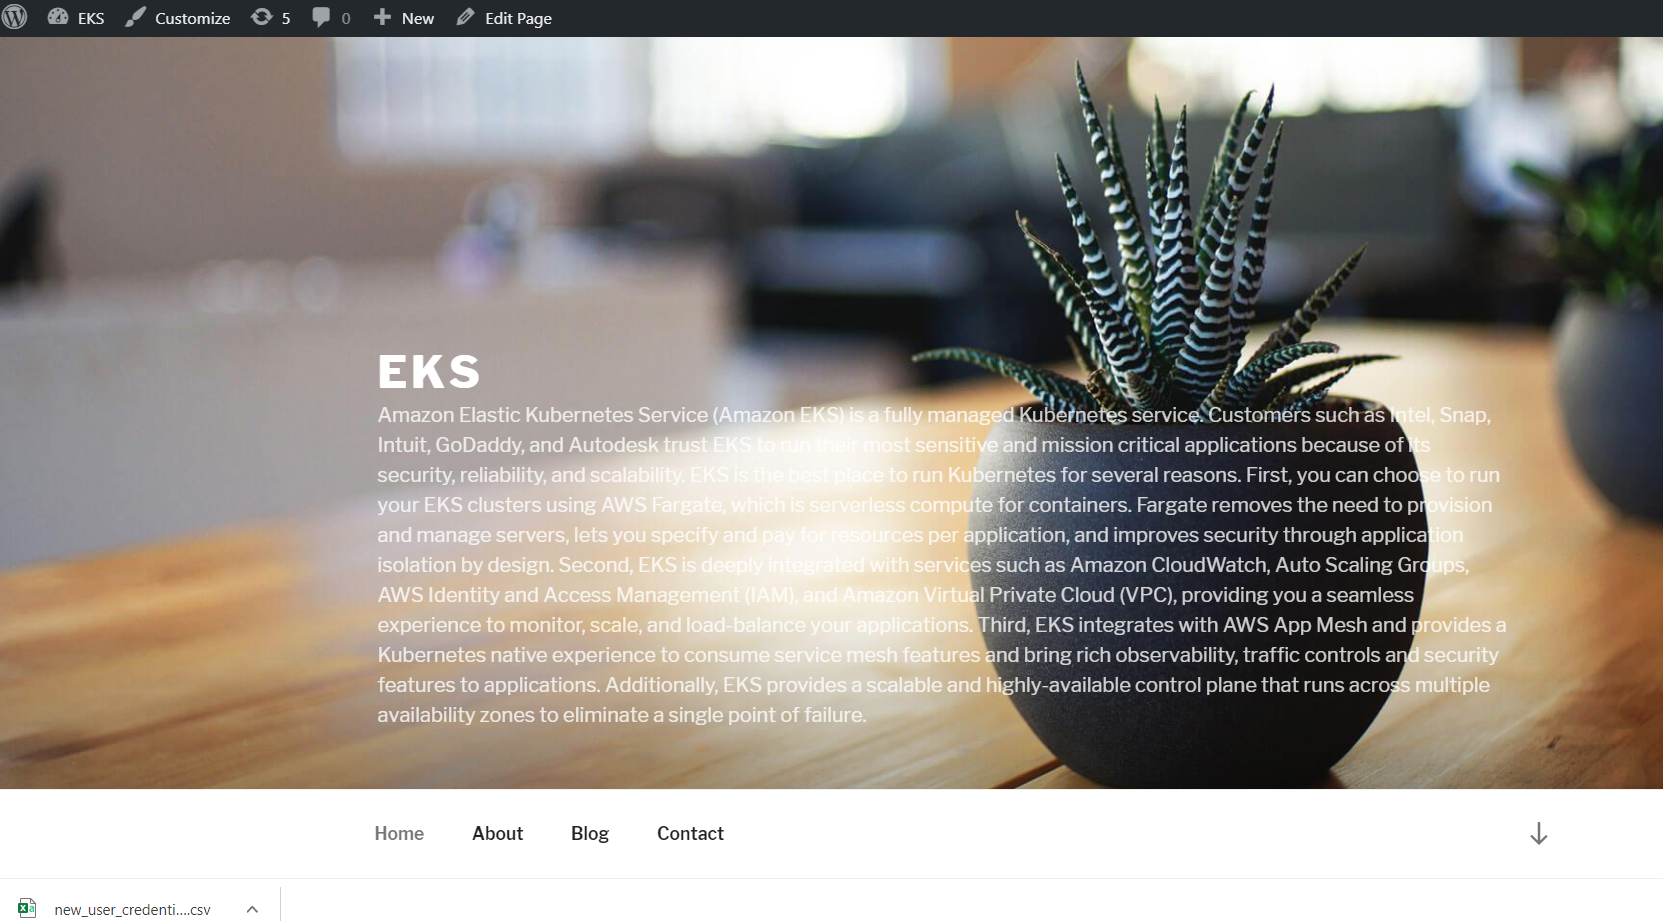 EKS Customize 5 0 New Edit Page
EKS
Amazon Elastic Kubernetes Service (Amazon EKS) is a fully managed Kubernetes service. Customers such as Intel, Snap,
Intuit, GoDaddy, and Autodesk trust EKS to run their most sensitive and mission critical applications because of its
security, reliability, and scalability. EKS is the best place to run Kubernetes for several reasons. First, you can choose to run
your EKS clusters using AWS Fargate, which is serverless compute for containers. Fargate removes the need to provision
and manage servers, lets you specify and pay for resources per application, and improves security through application
isolation by design. Second, EKS is deeply integrated with services such as Amazon CloudWatch, Auto Scaling Groups,
AWS Identity and Access Management (IAM), and Amazon Virtual Private Cloud (VPC), providing you a seamless
experience to monitor, scale, and load-balance your applications. Third, EKS integrates with AWS App Mesh and provides a
Kubernetes native experience to consume service mesh features and bring rich observability, traffic controls and security
features to applications. Additionally, EKS provides a scalable and highly-available control plane that runs across multiple
availability zones to eliminate a single point of failure.
Home About Blog Contact
new_user_credenti....csv